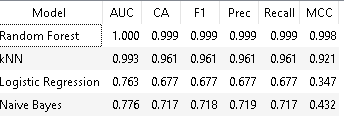 Model AUC CA F1 Prec Recall MCC
Random Forest 1.000 0.999 0.999 0.999 0.999 0.998
kNN 0.993 0.961 0.961 0.961 0.961 0.921
Logistic Regression 0.763 0.677 0.677 0.677 0.677 0.347
Naive Bayes 0.776 0.717 0.718 0.719 0.717 0.432